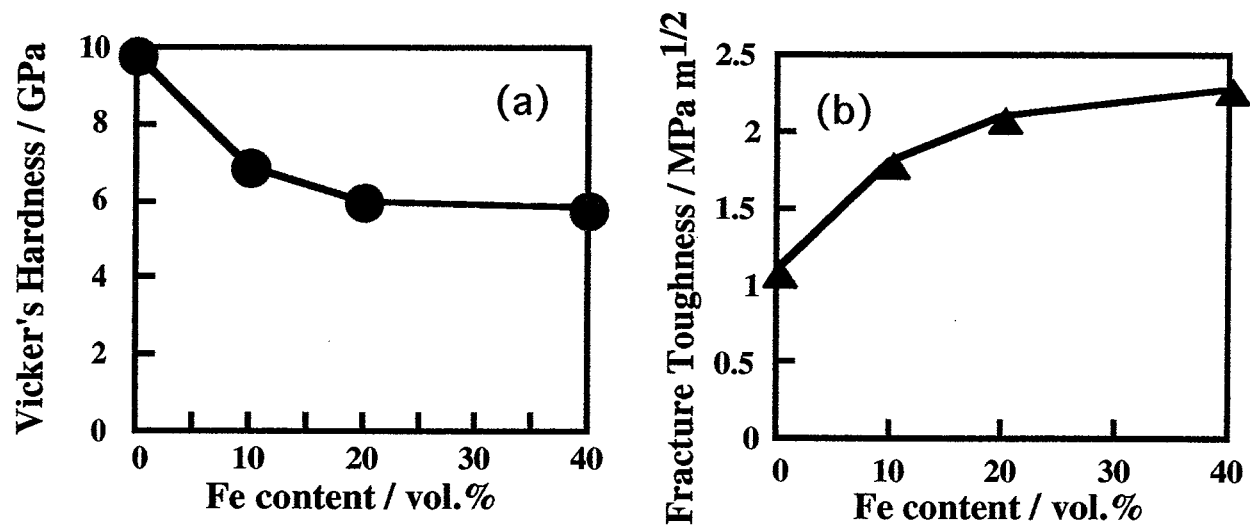 Vicker's Hardness / GPa
10
8
6
4
2
0
(a)
0 10 20 30 40
Fe content / vol.%
Fracture Toughness / MPa m1/2
2.5
2
1.5
1
0.5
0
(b)
0 10 20 30 40
Fe content / vol.%